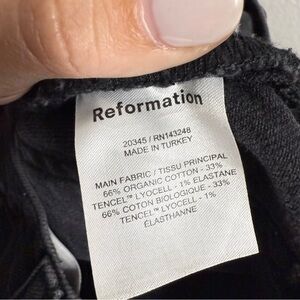 Reformation
20345 / RN143248
MADE IN TURKEY
MAIN FABRIC / TISSU PRINCIPAL
66% ORGANIC COTTON - 33%
TENCEL™ LYOCELL - 1% ELASTANE
66% COTON BIOLOGIQUE - 33%
TENCEL™ LYOCELL - 1%
ÉLASTHANNE